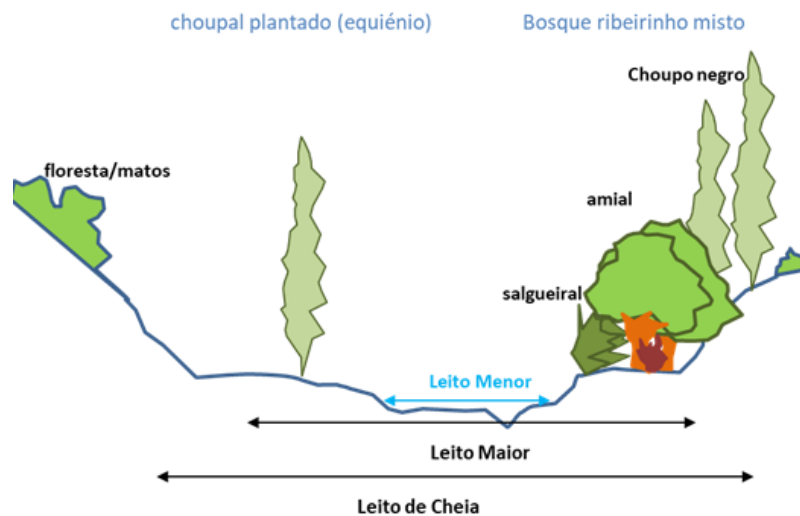 choupal plantado (equiénio)
Bosque ribeirinho misto
Choupo negro
floresta/matos
amial
salgueiral
Leito Menor
Leito Maior
Leito de Cheia